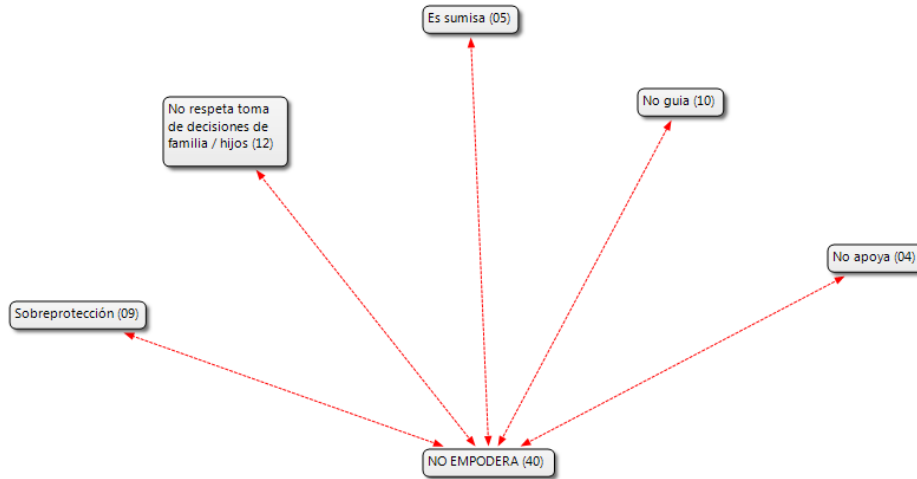 Es sumisa (05)
No respeta toma
de decisiones de
familia / hijos (12)
No guia (10)
No apoya (04)
Sobreprotección (09)
NO EMPODERA (40)